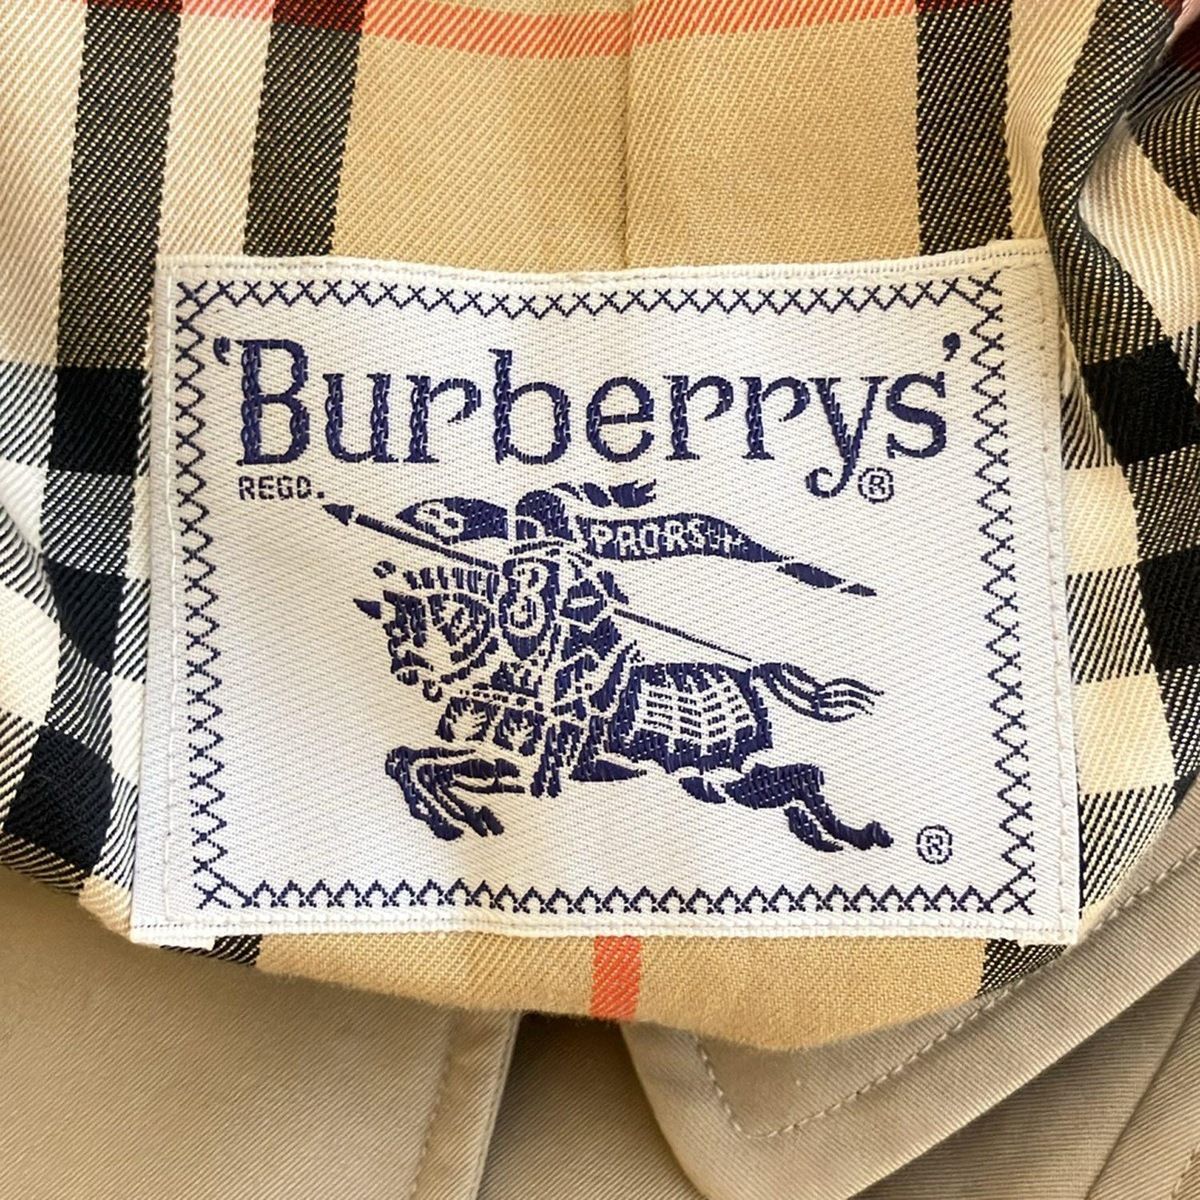 'Burberrys'
REGD. ®
PRORSUM
B
®